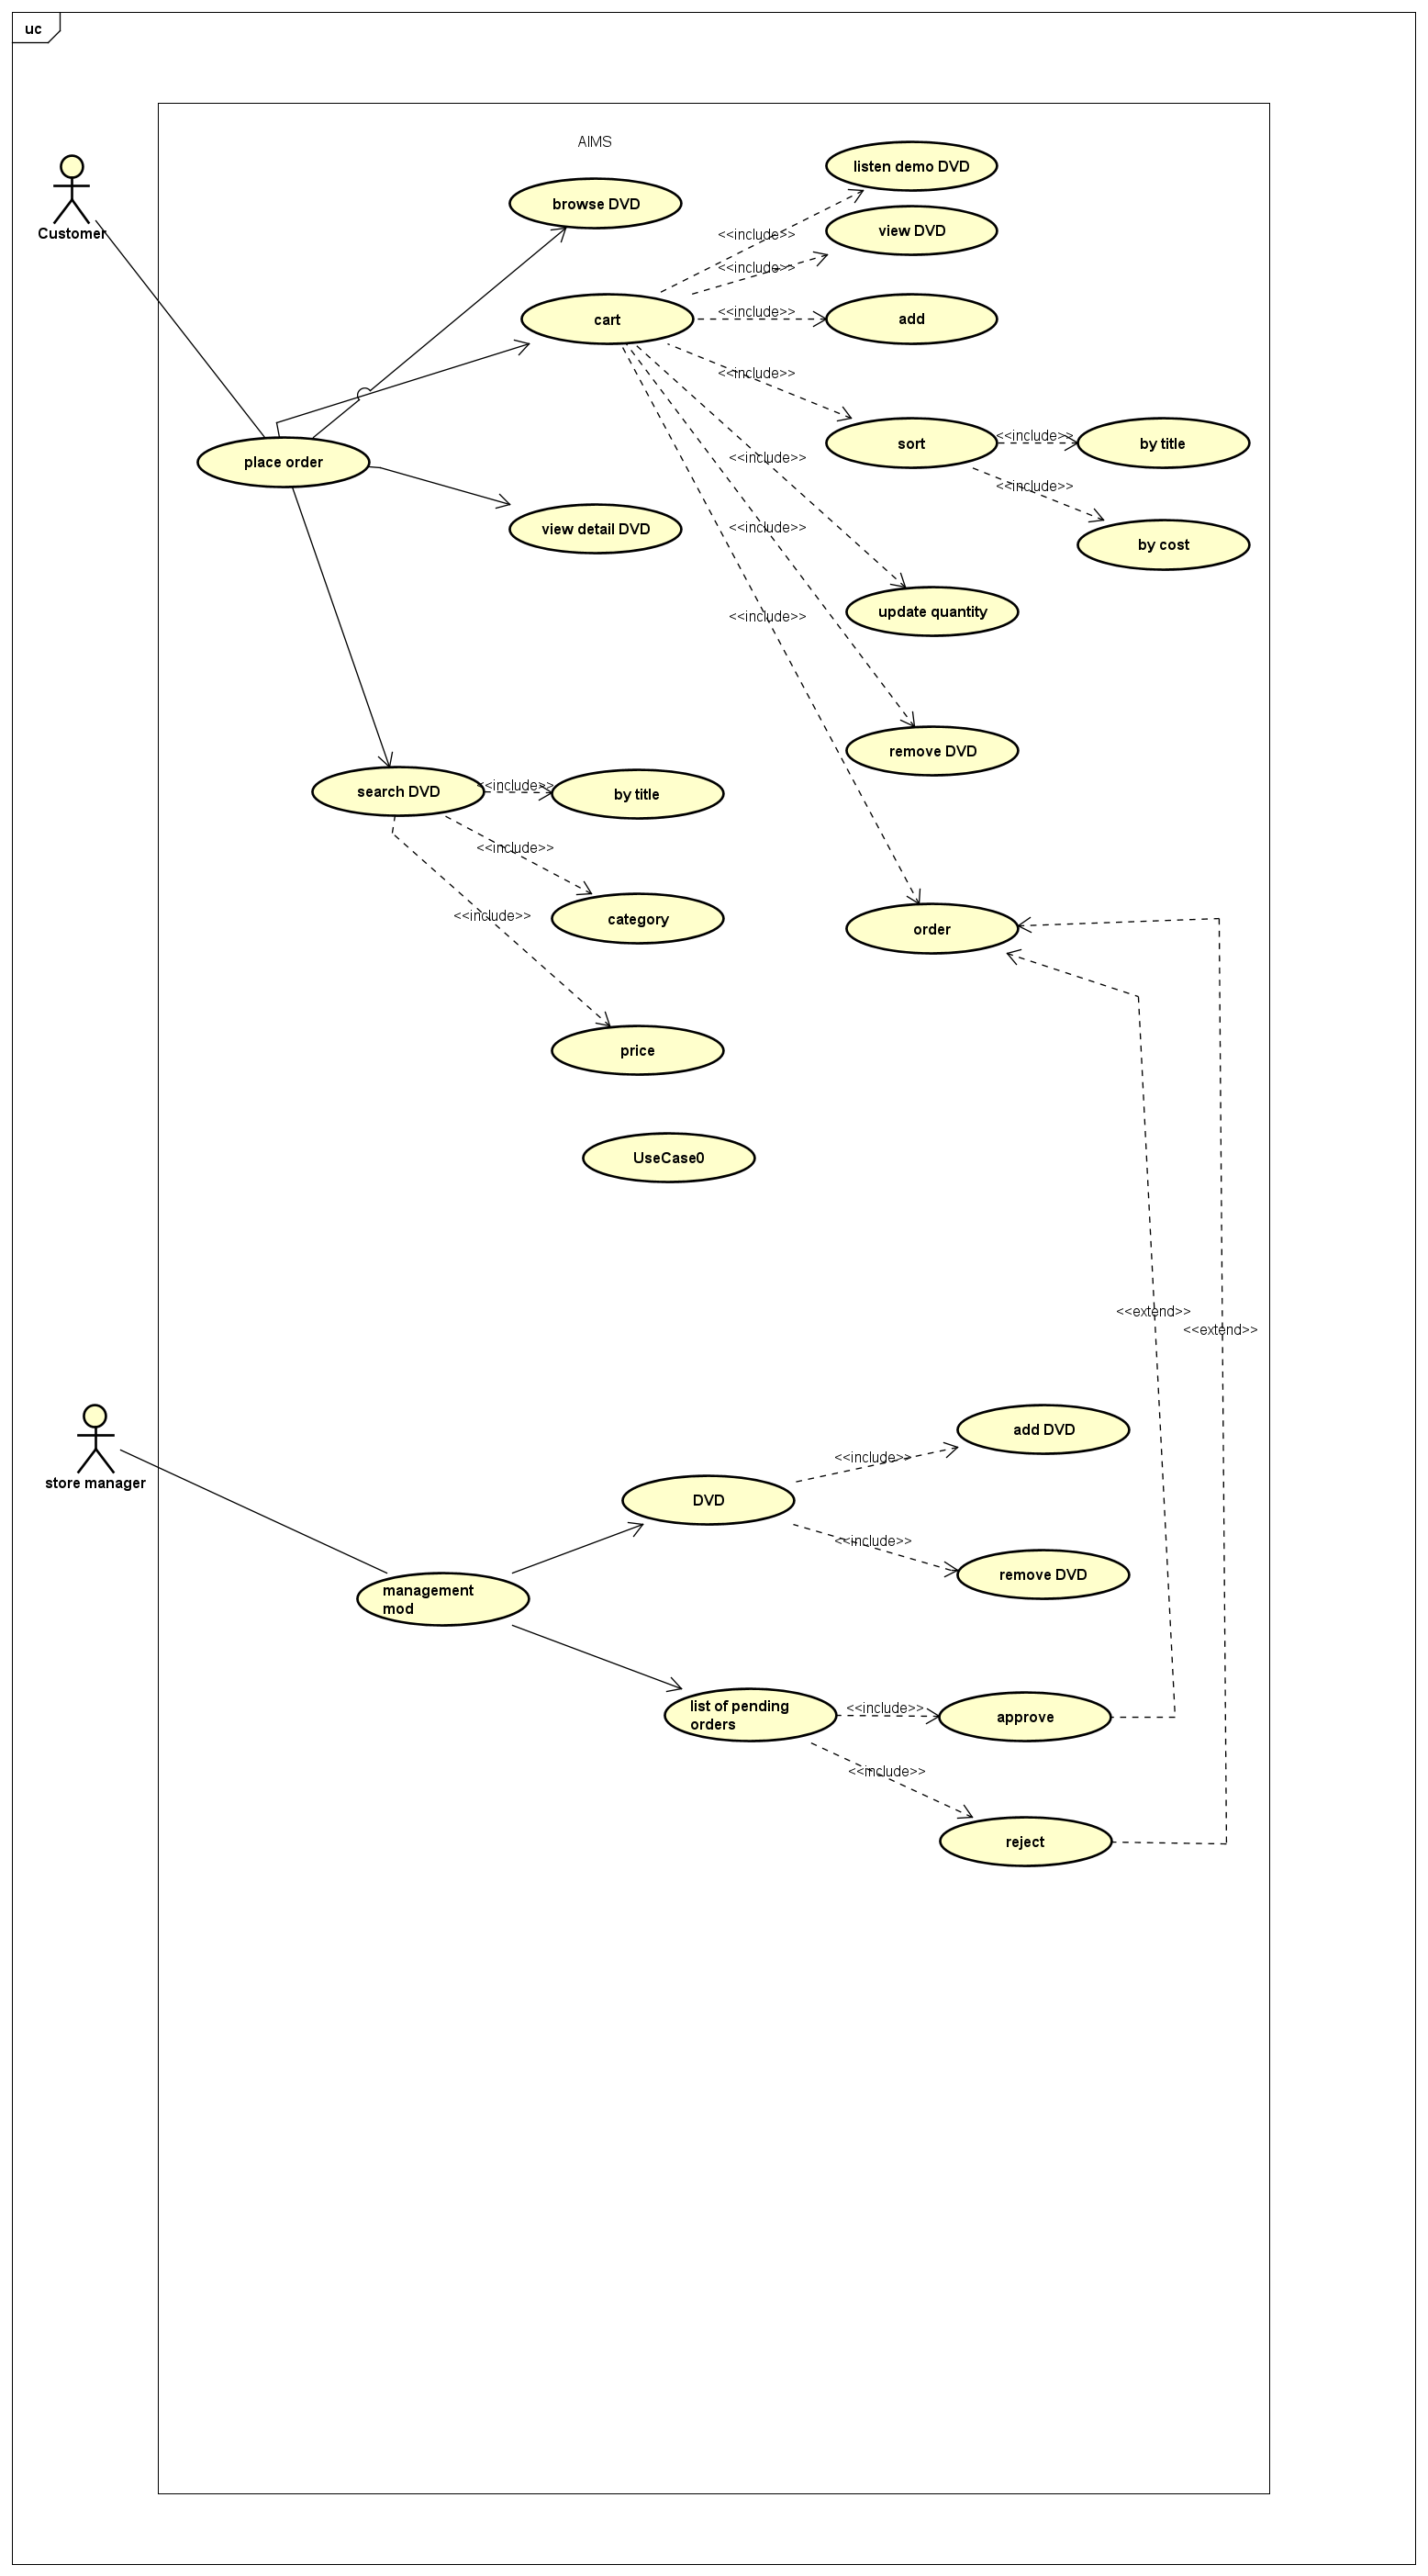 uc
AIMS
Customer
listen demo DVD
browse DVD
view DVD
<<include>>
<<include>>
<<include>>
cart
add
<<include>>
sort
<<include>>
by title
<<include>>
place order
<<include>>
view detail DVD
<<include>>
by cost
update quantity
<<include>>
remove DVD
search DVD
<<include>>
by title
<<include>>
category
<<include>>
order
price
UseCase0
<<extend>>
<<extend>>
store manager
add DVD
<<include>>
DVD
<<include>>
remove DVD
management
mod
list of pending
orders
<<include>>
approve
<<include>>
reject